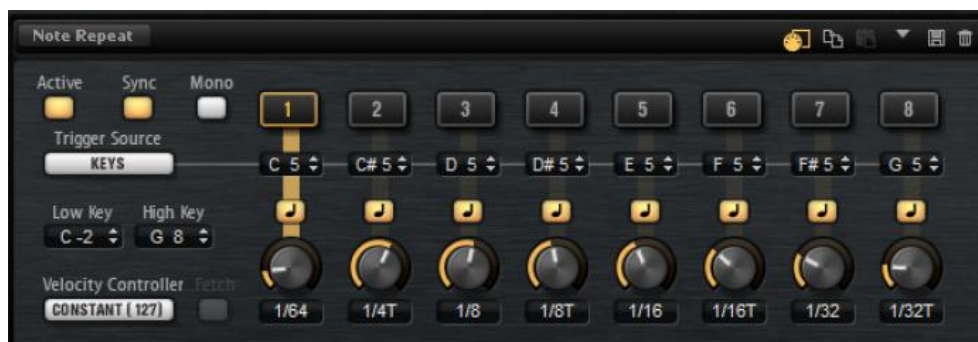 Note Repeat
Active Sync Mono
1 2 3 4 5 6 7 8
Trigger Source
KEYS C 5 C# 5 D 5 D# 5 E 5 F 5 F# 5 G 5
Low Key High Key
C -2 G 8
Velocity Controller Fetch
CONSTANT ( 127) 1/64 1/4T 1/8 1/8T 1/16 1/16T 1/32 1/32T